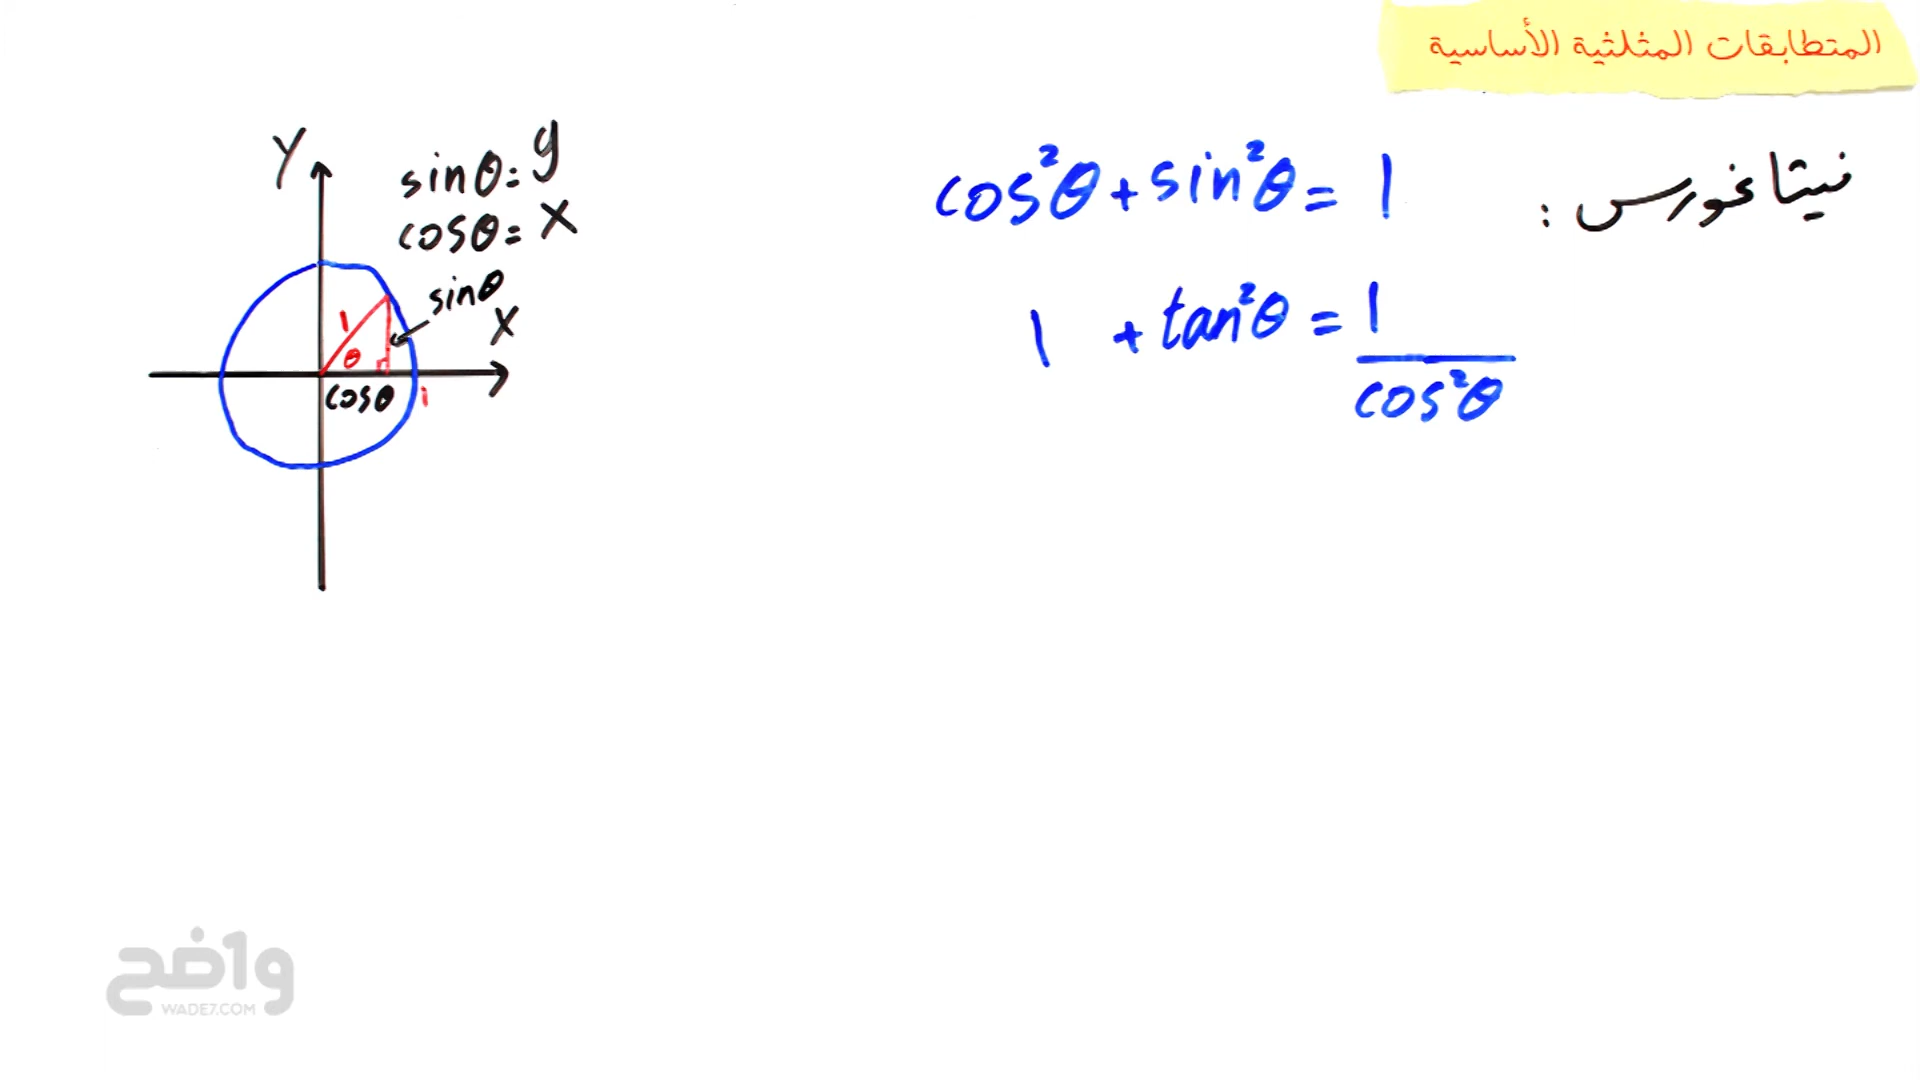 المتطابقات المثلثية الأساسية
فيتاغورس :
cos²θ + sin²θ = 1
1 + tan²θ = 1/cos²θ
Y
sinθ = y
cosθ = x
sinθ
X
1
θ
cosθ
1
واضح
WADE7.COM